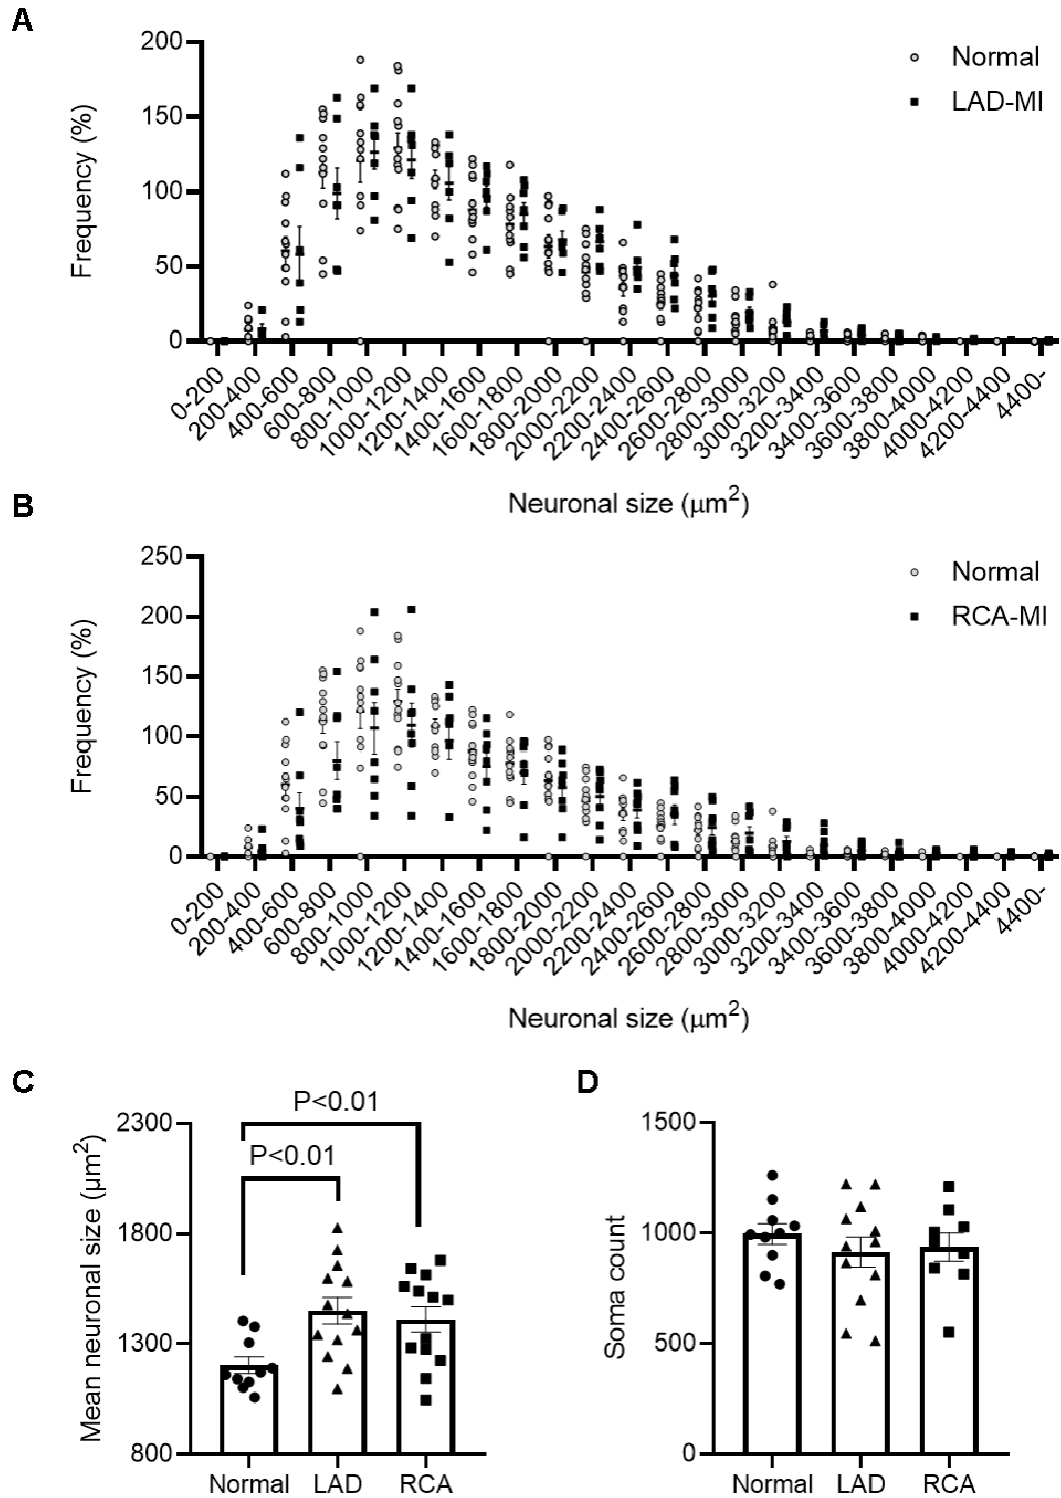 A
200
150
100
50
0
Frequency (%)
Normal
LAD-MI
0-200
200-400
400-600
600-800
800-1000
1000-1200
1200-1400
1400-1600
1600-1800
1800-2000
2000-2200
2200-2400
2400-2600
2600-2800
2800-3000
3000-3200
3200-3400
3400-3600
3600-3800
3800-4000
4000-4200
4200-4400
4400-
Neuronal size (μm²)
B
250
200
150
100
50
0
Frequency (%)
Normal
RCA-MI
0-200
200-400
400-600
600-800
800-1000
1000-1200
1200-1400
1400-1600
1600-1800
1800-2000
2000-2200
2200-2400
2400-2600
2600-2800
2800-3000
3000-3200
3200-3400
3400-3600
3600-3800
3800-4000
4000-4200
4200-4400
4400-
Neuronal size (μm²)
C
2300
1800
1300
800
Mean neuronal size (μm²)
P<0.01
P<0.01
Normal
LAD
RCA
D
1500
1000
500
0
Soma count
Normal
LAD
RCA